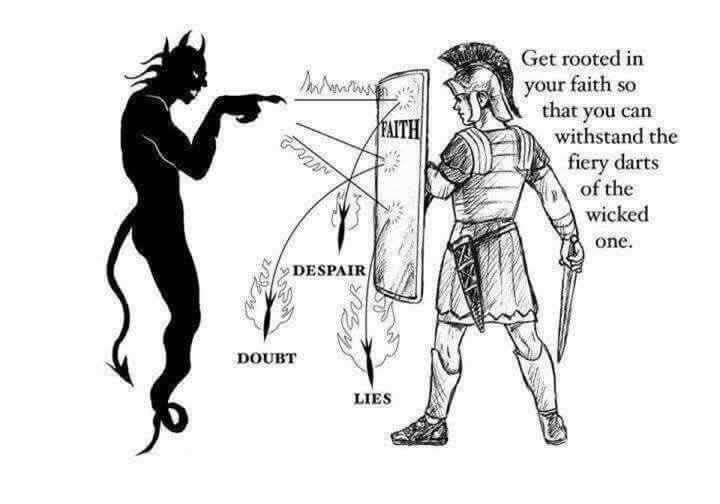 Get rooted in
your faith so
that you can
withstand the
fiery darts
of the
wicked
one.
FAITH
DESPAIR
DOUBT
LIES